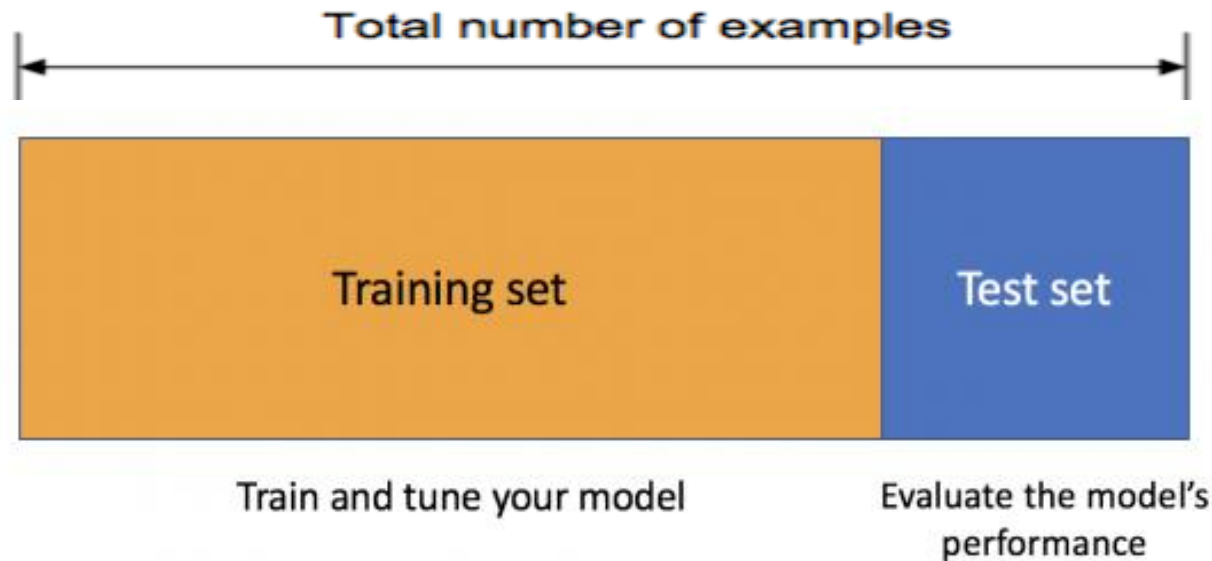 Total number of examples
Training set
Test set
Train and tune your model
Evaluate the model's
performance